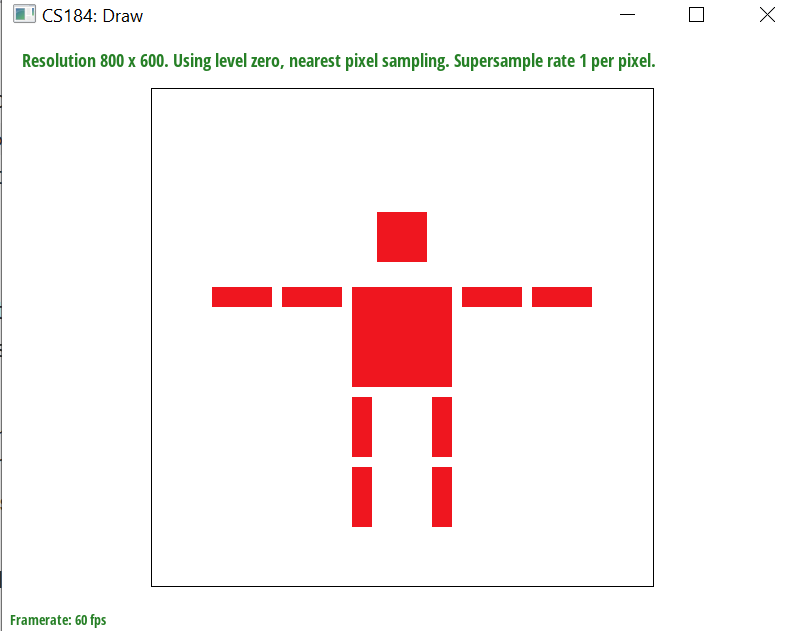 CS184: Draw
Resolution 800 x 600. Using level zero, nearest pixel sampling. Supersample rate 1 per pixel.
Framerate: 60 fps